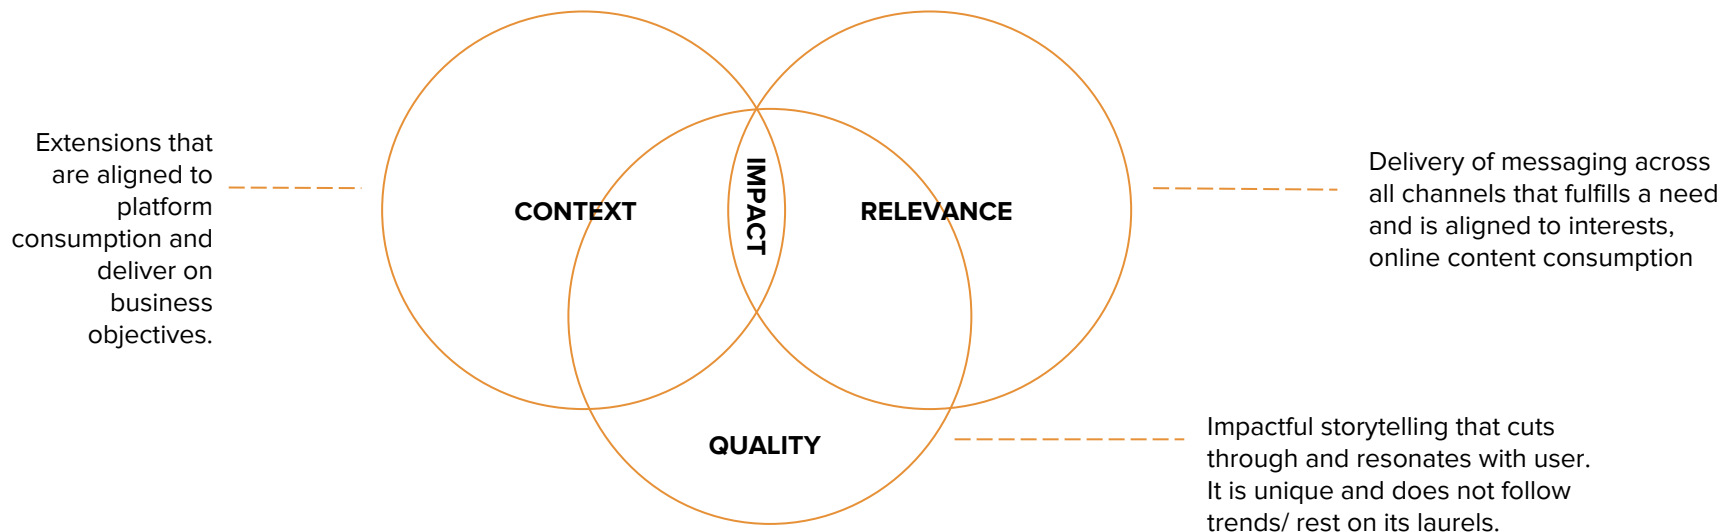 Extensions that
are aligned to
platform
consumption and
deliver on
business
objectives.
CONTEXT
IMPACT
RELEVANCE
Delivery of messaging across
all channels that fulfills a need
and is aligned to interests,
online content consumption
QUALITY
Impactful storytelling that cuts
through and resonates with user.
It is unique and does not follow
trends/ rest on its laurels.